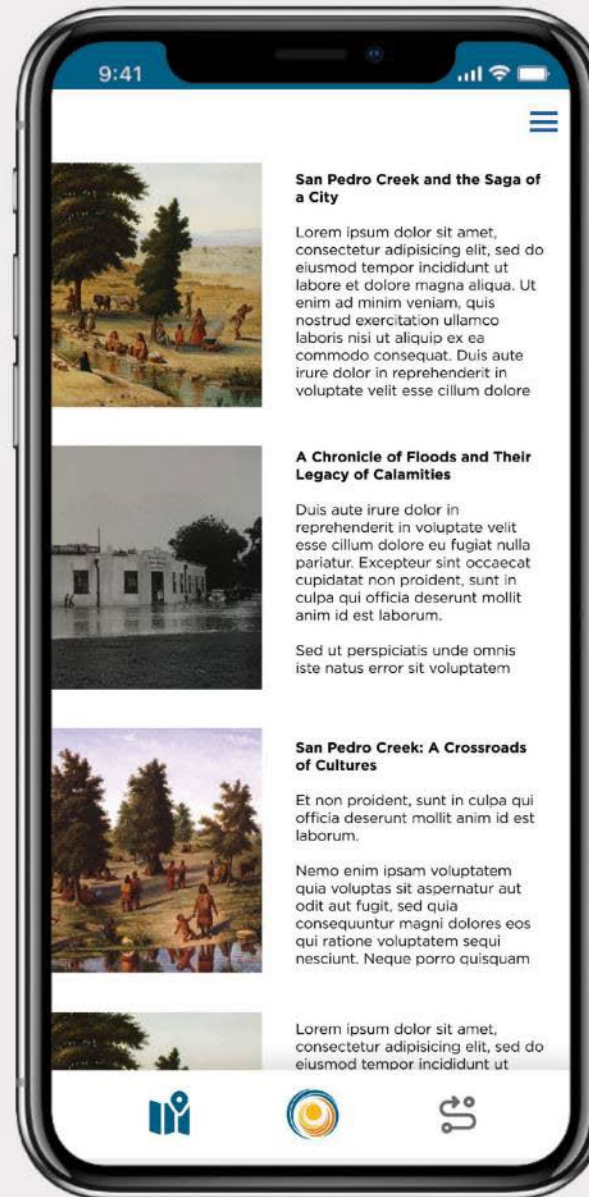 9:41
San Pedro Creek and the Saga of
a City
Lorem ipsum dolor sit amet,
consectetur adipisicing elit, sed do
eiusmod tempor incididunt ut
labore et dolore magna aliqua. Ut
enim ad minim veniam, quis
nostrud exercitation ullamco
laboris nisi ut aliquip ex ea
commodo consequat. Duis aute
irure dolor in reprehenderit in
voluptate velit esse cillum dolore
A Chronicle of Floods and Their
Legacy of Calamities
Duis aute irure dolor in
reprehenderit in voluptate velit
esse cillum dolore eu fugiat nulla
pariatur. Excepteur sint occaecat
cupidatat non proident, sunt in
culpa qui officia deserunt mollit
anim id est laborum.
Sed ut perspiciatis unde omnis
iste natus error sit voluptatem
San Pedro Creek: A Crossroads
of Cultures
Et non proident, sunt in culpa qui
officia deserunt mollit anim id est
laborum.
Nemo enim ipsam voluptatem
quia voluptas sit aspernatur aut
odit aut fugit, sed quia
consequuntur magni dolores eos
qui ratione voluptatem sequi
nesciunt. Neque porro quisquam
Lorem ipsum dolor sit amet,
consectetur adipisicing elit, sed do
eiusmod tempor incididunt ut